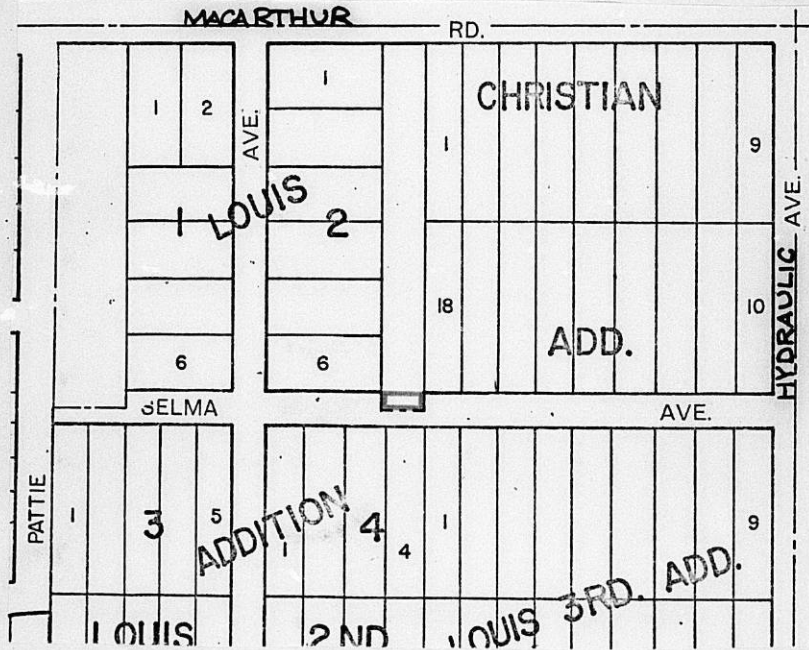 MACARTHUR
RD.
CHRISTIAN
1
2
AVE.
1
1
9
LOUIS
1
2
HYDRAULIC AVE.
18
10
ADD.
6
6
SELMA
AVE.
PATTIE
1
3
5
ADDITION
1
4
4
1
9
LOUIS
2ND
LOUIS 3RD. ADD.